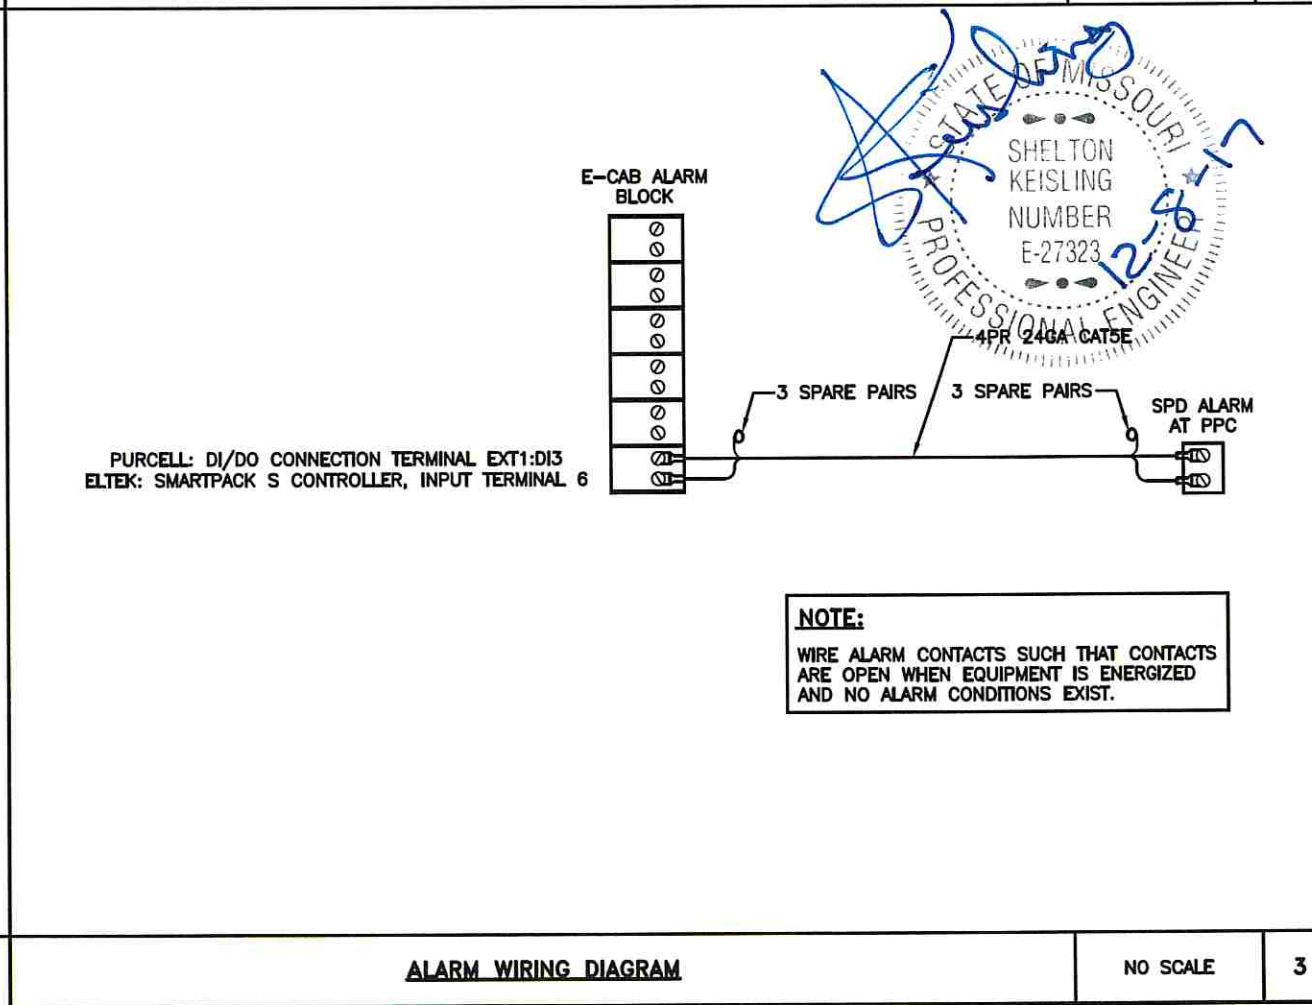 STATE OF MISSOURI
SHELTON
KEISLING
NUMBER
E-27323
PROFESSIONAL ENGINEER
12-8-17
E-CAB ALARM
BLOCK
4PR 24GA CAT5E
3 SPARE PAIRS
3 SPARE PAIRS
SPD ALARM
AT PPC
PURCELL: DI/DO CONNECTION TERMINAL EXT1:DI3
ELTEK: SMARTPACK S CONTROLLER, INPUT TERMINAL 6
NOTE:
WIRE ALARM CONTACTS SUCH THAT CONTACTS
ARE OPEN WHEN EQUIPMENT IS ENERGIZED
AND NO ALARM CONDITIONS EXIST.
ALARM WIRING DIAGRAM
NO SCALE
3